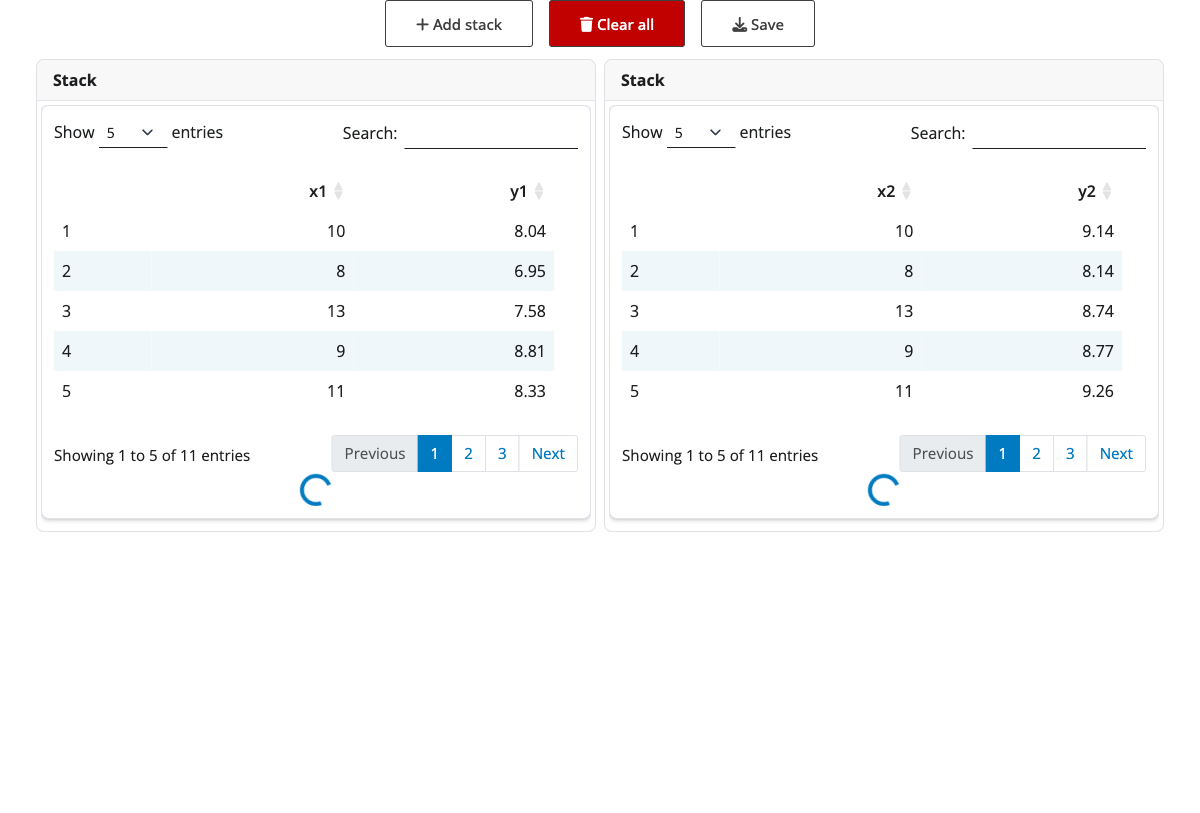 Add stack Clear all Save
Stack
Show 5 entries Search:
x1 y1
1 10 8.04
2 8 6.95
3 13 7.58
4 9 8.81
5 11 8.33
Showing 1 to 5 of 11 entries Previous 1 2 3 Next
Stack
Show 5 entries Search:
x2 y2
1 10 9.14
2 8 8.14
3 13 8.74
4 9 8.77
5 11 9.26
Showing 1 to 5 of 11 entries Previous 1 2 3 Next